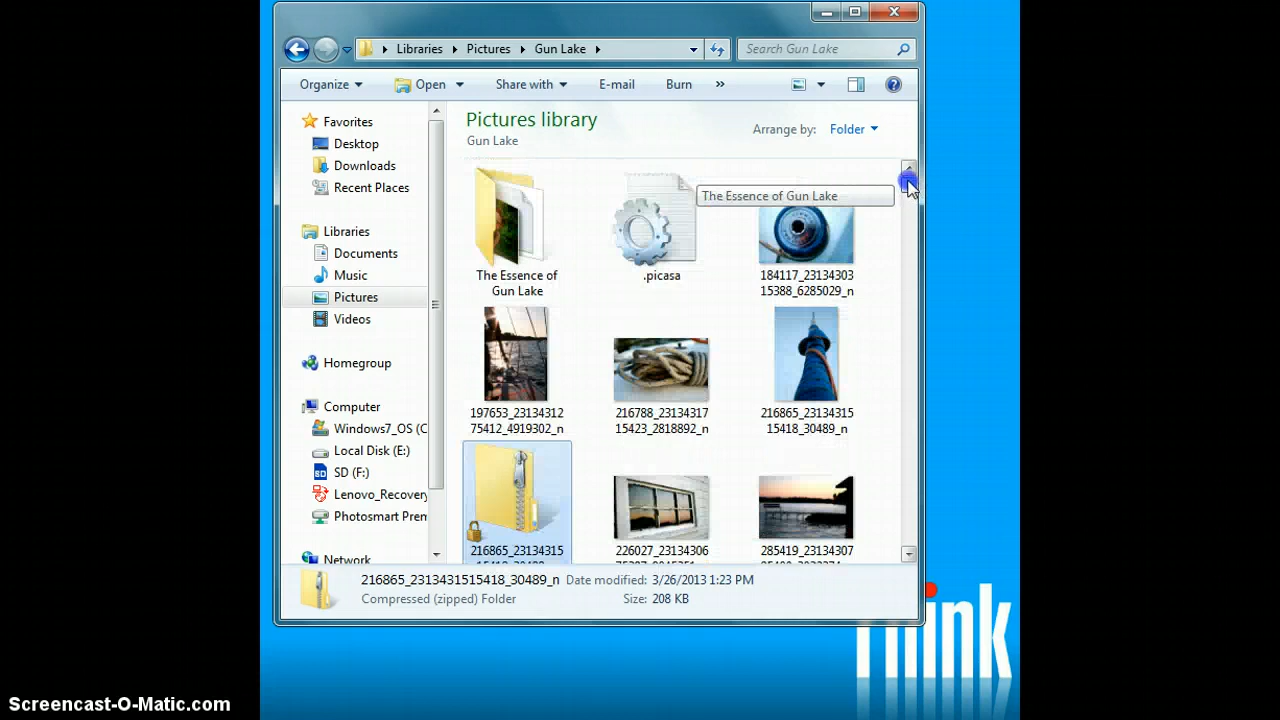 Libraries Pictures Gun Lake
Search Gun Lake
Organize Open Share with E-mail Burn »
Favorites
Desktop
Downloads
Recent Places
Libraries
Documents
Music
Pictures
Videos
Homegroup
Computer
Windows7_OS (C
Local Disk (E:)
SD (F:)
Lenovo_Recovery
Photosmart Prem
Network
Pictures library
Gun Lake
Arrange by: Folder
The Essence of Gun Lake
The Essence of
Gun Lake
.picasa
184117_23134303
15388_6285029_n
197653_23134312
75412_4919302_n
216788_23134317
15423_2818892_n
216865_23134315
15418_30489_n
216865_23134315
226027_23134306
285419_23134307
216865_2313431515418_30489_n Date modified: 3/26/2013 1:23 PM
Compressed (zipped) Folder Size: 208 KB
Think
Screencast-O-Matic.com